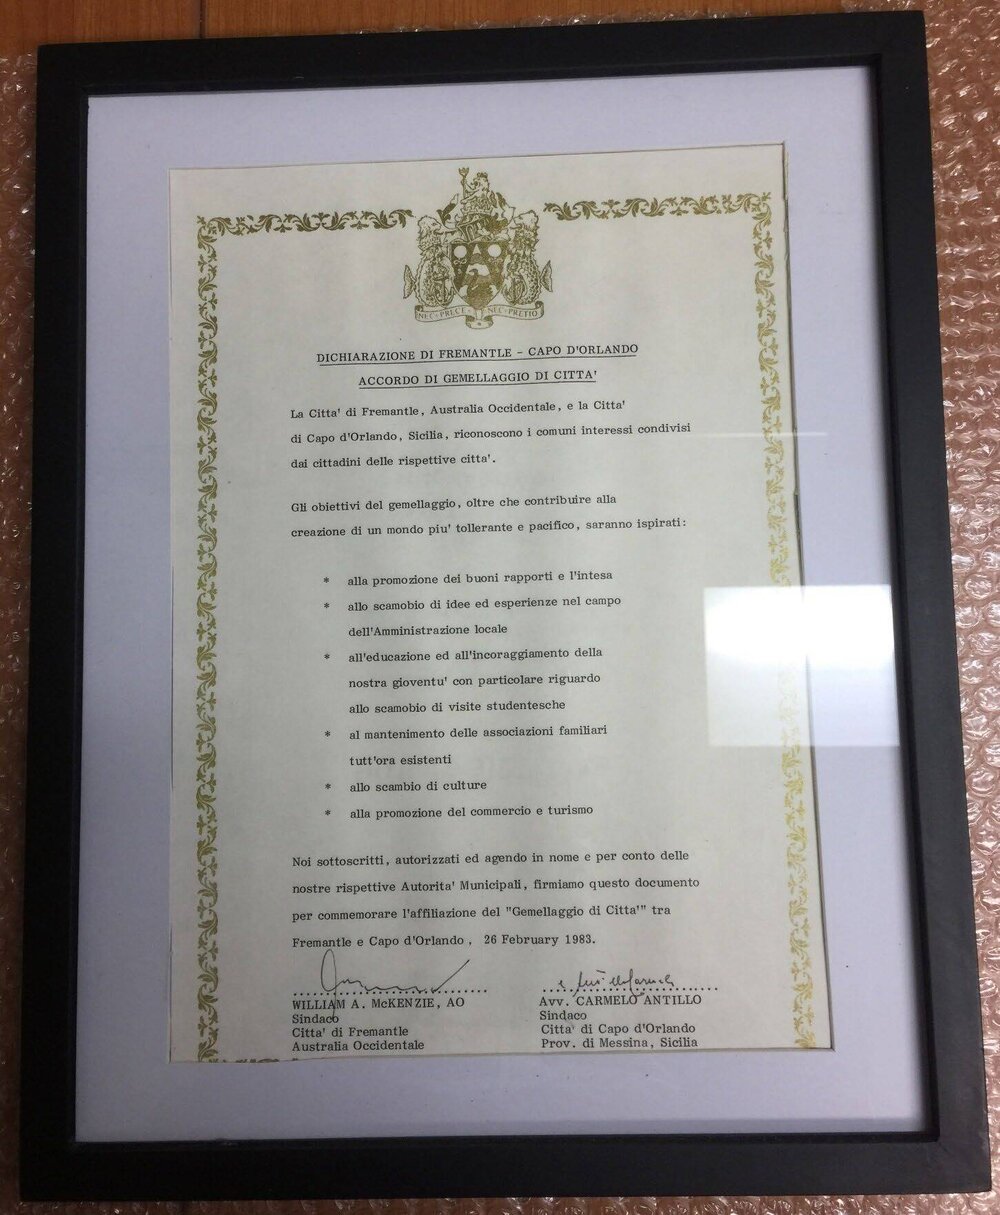 NEC PRECE NEC PRETIO
DICHIARAZIONE DI FREMANTLE - CAPO D'ORLANDO
ACCORDO DI GEMELLAGGIO DI CITTA'
La Citta' di Fremantle, Australia Occidentale, e la Citta'
di Capo d'Orlando, Sicilia, riconoscono i comuni interessi condivisi
dai cittadini delle rispettive citta'.
Gli obiettivi del gemellaggio, oltre che contribuire alla
creazione di un mondo piu' tollerante e pacifico, saranno ispirati:
* alla promozione dei buoni rapporti e l'intesa
* allo scamobio di idee ed esperienze nel campo
dell'Amministrazione locale
* all'educazione ed all'incoraggiamento della
nostra gioventu' con particolare riguardo
allo scamobio di visite studentesche
* al mantenimento delle associazioni familiari
tutt'ora esistenti
* allo scambio di culture
* alla promozione del commercio e turismo
Noi sottoscritti, autorizzati ed agendo in nome e per conto delle
nostre rispettive Autorita' Municipali, firmiamo questo documento
per commemorare l'affiliazione del "Gemellaggio di Citta'" tra
Fremantle e Capo d'Orlando, 26 February 1983.
WILLIAM A. McKENZIE, AO
Sindaco
Citta' di Fremantle
Australia Occidentale
Avv. CARMELO ANTILLO
Sindaco
Citta' di Capo d'Orlando
Prov. di Messina, Sicilia